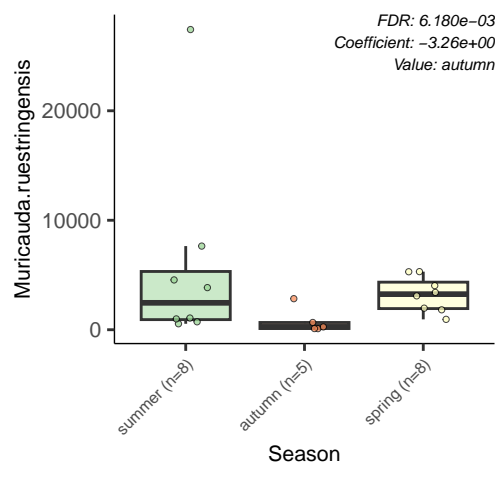 FDR: 6.180e−03
Coefficient: −3.26e+00
Value: autumn
Muricauda.ruestringensis
20000
10000
0
summer (n=8)
autumn (n=5)
spring (n=8)
Season